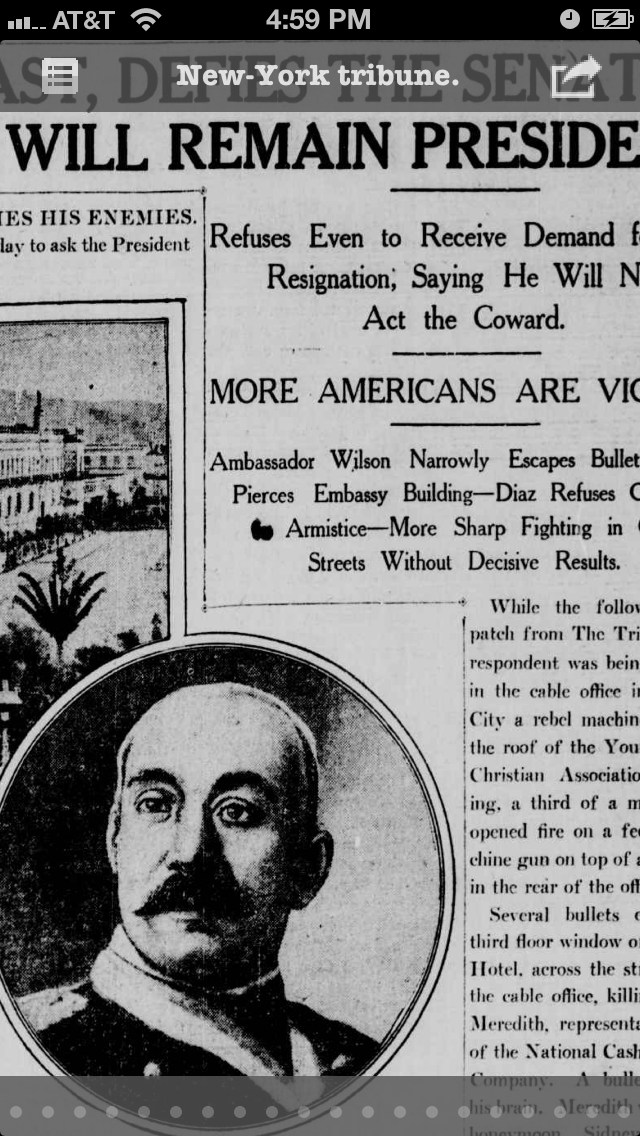 AT&T 4:59 PM
AST, DEFIES THE SENAT
New-York tribune.
WILL REMAIN PRESIDE
IES HIS ENEMIES.
lay to ask the President
Refuses Even to Receive Demand f
Resignation, Saying He Will N
Act the Coward.
MORE AMERICANS ARE VIC
Ambassador Wilson Narrowly Escapes Bullet
Pierces Embassy Building—Diaz Refuses C
Armistice—More Sharp Fighting in
Streets Without Decisive Results.
While the follow
patch from The Tri
respondent was bein
in the cable office i
City a rebel machin
the roof of the You
Christian Associatio
ing, a third of a m
opened fire on a fe
chine gun on top of a
in the rear of the off
Several bullets
third floor window o
Hotel, across the st
the cable office, killi
Meredith, representa
of the National Cash
Company. A bulle
his brain. Meredith
honeymoon. Sidney